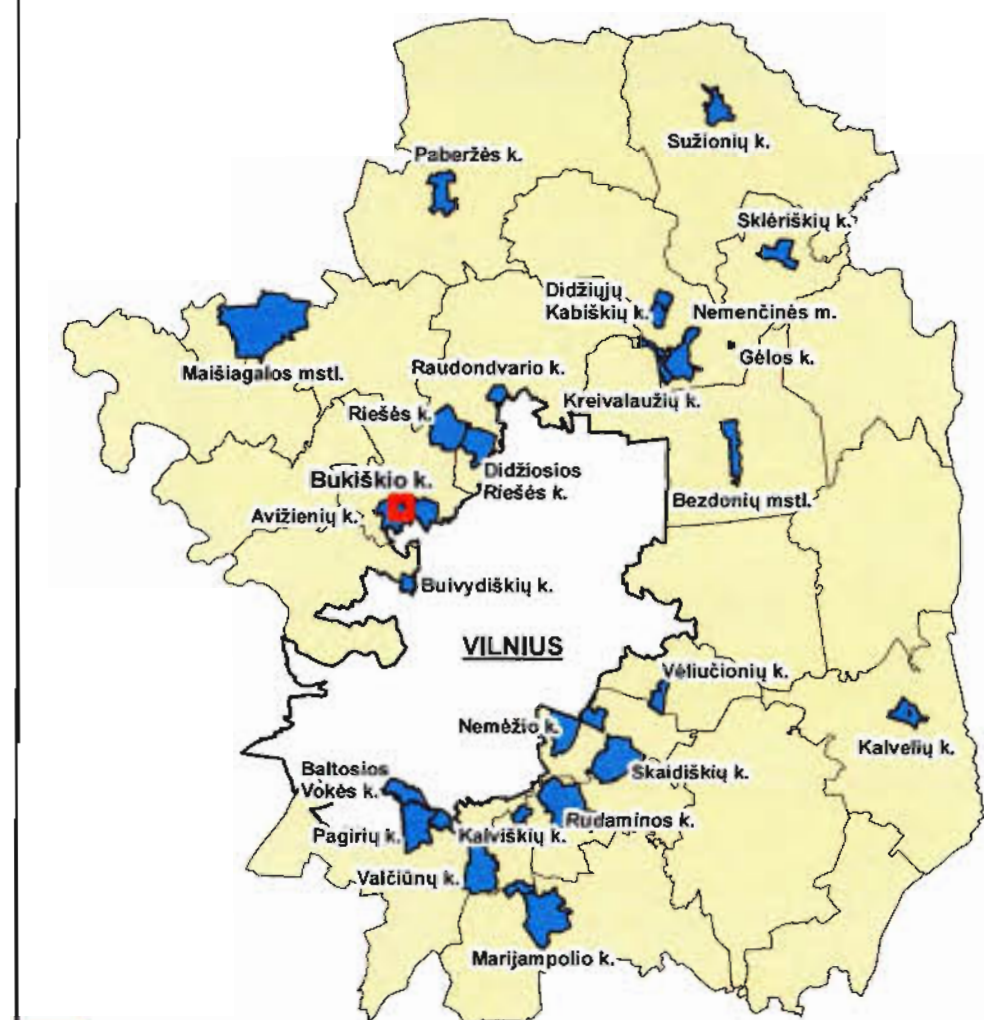 Sužionių k.
Paberžės k.
Sklėriškių k.
Didžiųjų
Kabiškių k.
Nemenčinės m.
Gėlos k.
Maišiagalos mstl.
Raudondvario k.
Kreivalaužių k.
Riešės k.
Didžiosios
Riešės k.
Bukiškio k.
Bezdonių mstl.
Avižienių k.
Buivydiškių k.
VILNIUS
Vėliučionių k.
Nemėžio k.
Kalvelių k.
Skaidiškių k.
Baltosios
Vokės k.
Rudaminos k.
Pagirių k.
Kalviškių k.
Valčiūnų k.
Marijampolio k.